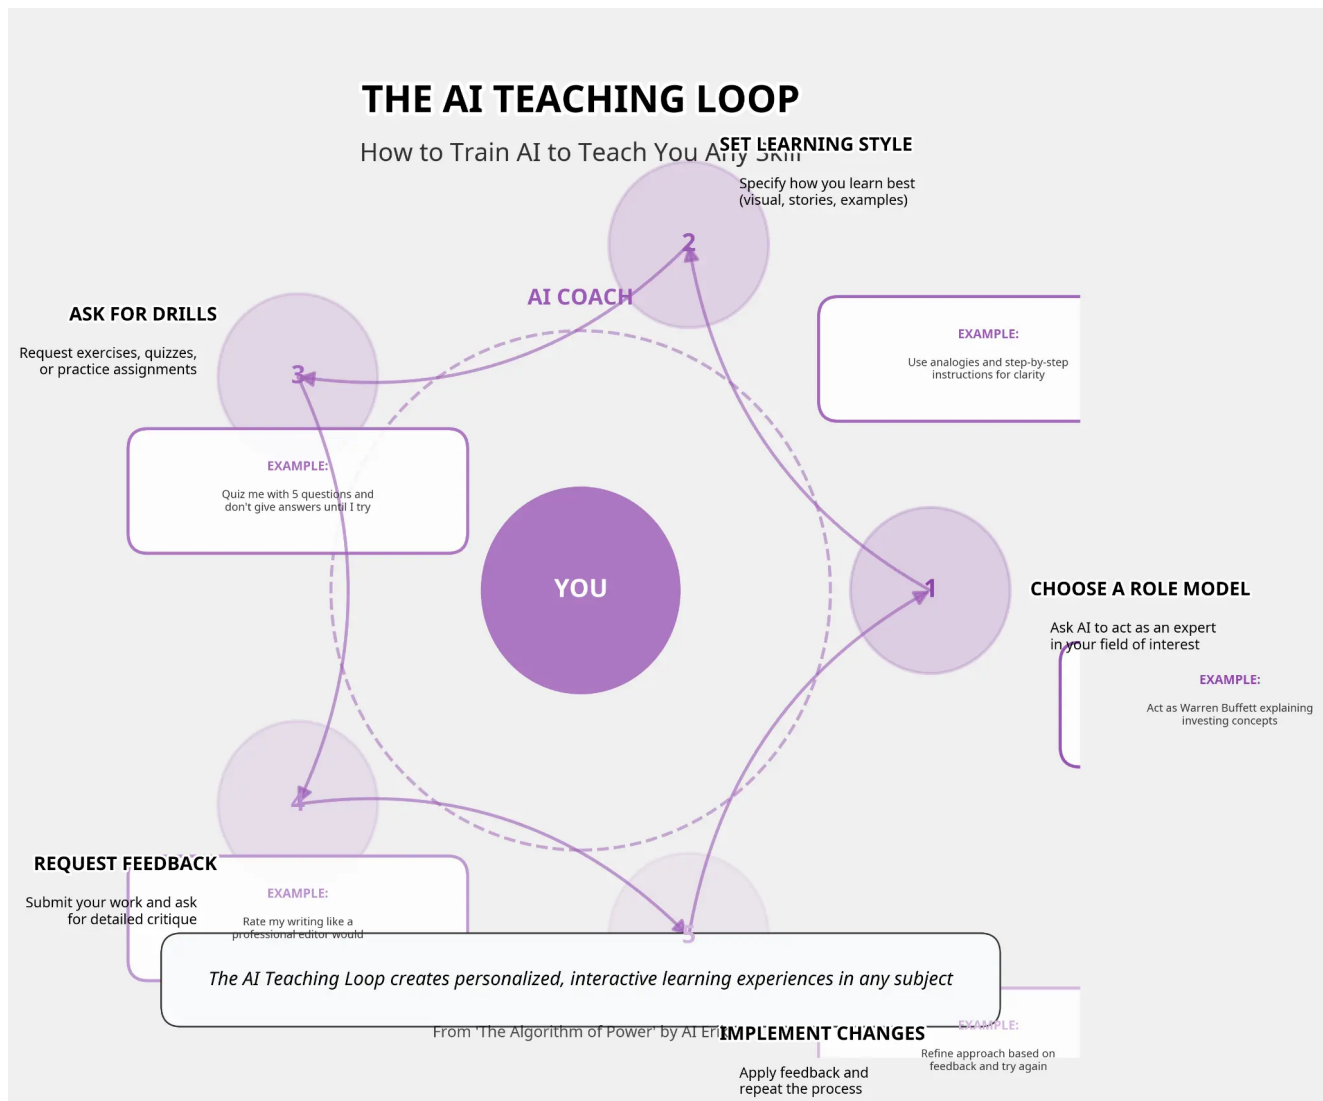 THE AI TEACHING LOOP
How to Train AI to Teach You Any Skill
SET LEARNING STYLE
Specify how you learn best
(visual, stories, examples)
2
AI COACH
EXAMPLE:
Use analogies and step-by-step
instructions for clarity
ASK FOR DRILLS
Request exercises, quizzes,
or practice assignments
3
EXAMPLE:
Quiz me with 5 questions and
don't give answers until I try
YOU
1
CHOOSE A ROLE MODEL
Ask AI to act as an expert
in your field of interest
EXAMPLE:
Act as Warren Buffett explaining
investing concepts
4
REQUEST FEEDBACK
Submit your work and ask
for detailed critique
EXAMPLE:
Rate my writing like a
professional editor would
5
The AI Teaching Loop creates personalized, interactive learning experiences in any subject
From 'The Algorithm of Power' by AI
IMPLEMENT CHANGES
Apply feedback and
repeat the process
EXAMPLE:
Refine approach based on
feedback and try again